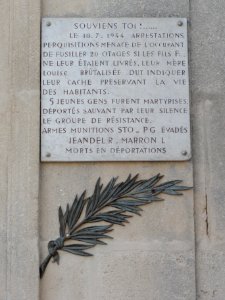 SOUVIENS TOI !......
LE 10.7.1944 ARRESTATIONS
PERQUISITIONS MENACE DE L'OCCUPANT
DE FUSILLER 20 OTAGES SI LES FILS F.
NE LEUR ÉTAIENT LIVRÉS, LEUR MÈRE
LOUISE BRUTALISÉE DUT INDIQUER
LEUR CACHE PRÉSERVANT LA VIE
DES HABITANTS.
5 JEUNES GENS FURENT MARTYRISÉS
DÉPORTÉS SAUVANT PAR LEUR SILENCE
LE GROUPE DE RÉSISTANCE.
ARMES MUNITIONS STO _ P.G ÉVADÉS
MARRON L
MORTS EN DÉPORTATIONS